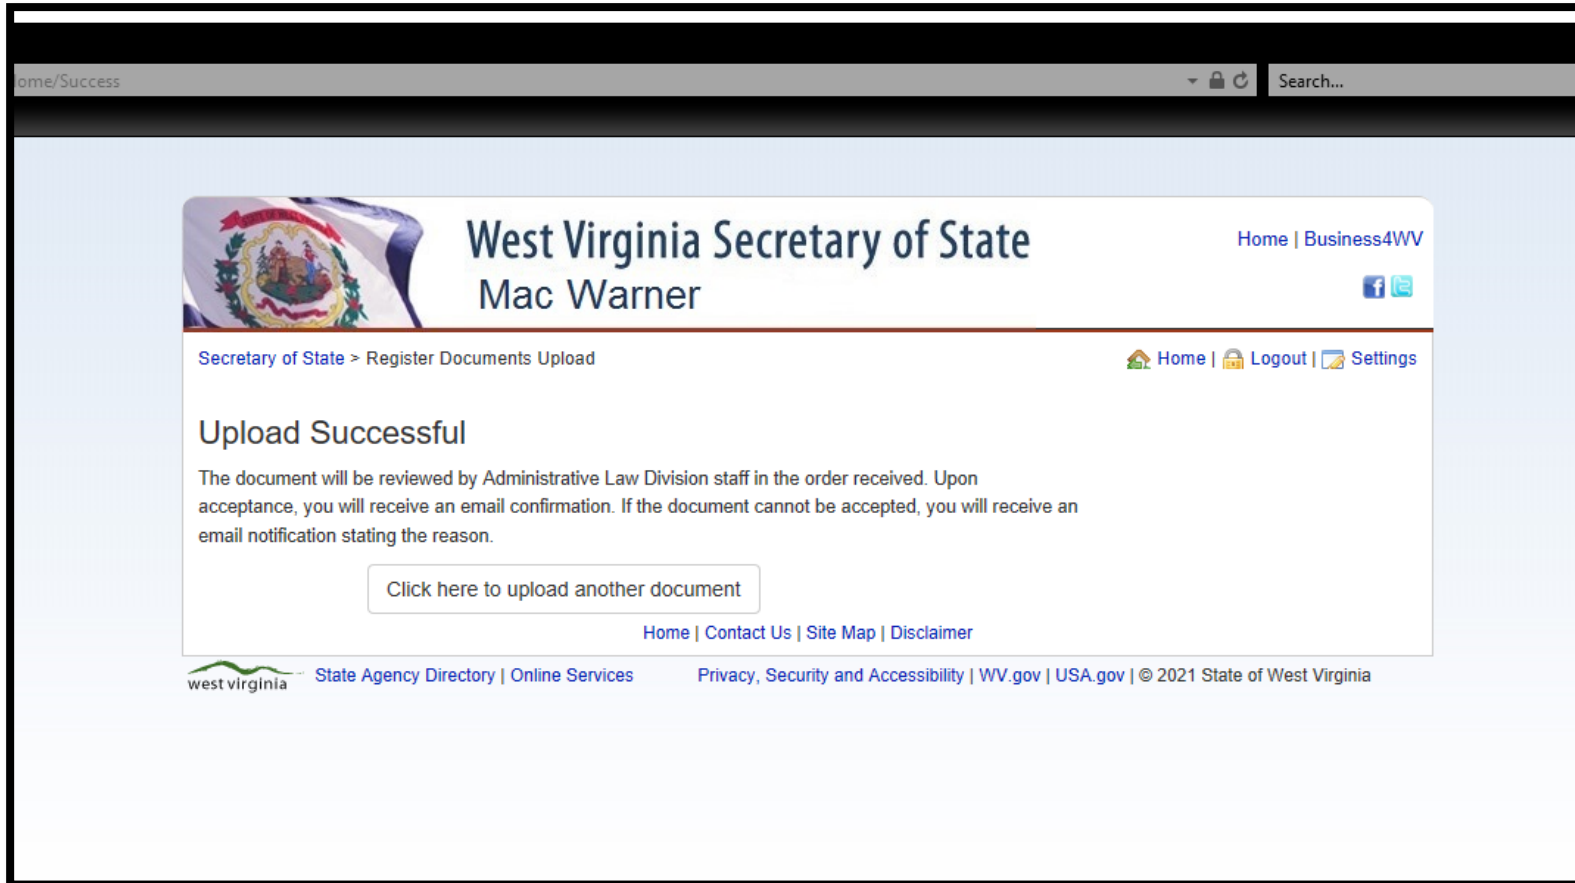 ome/Success
Search...
West Virginia Secretary of State
Mac Warner
Home | Business4WV
Secretary of State > Register Documents Upload
Home | Logout | Settings
Upload Successful
The document will be reviewed by Administrative Law Division staff in the order received. Upon
acceptance, you will receive an email confirmation. If the document cannot be accepted, you will receive an
email notification stating the reason.
Click here to upload another document
Home | Contact Us | Site Map | Disclaimer
west virginia
State Agency Directory | Online Services
Privacy, Security and Accessibility | WV.gov | USA.gov | © 2021 State of West Virginia